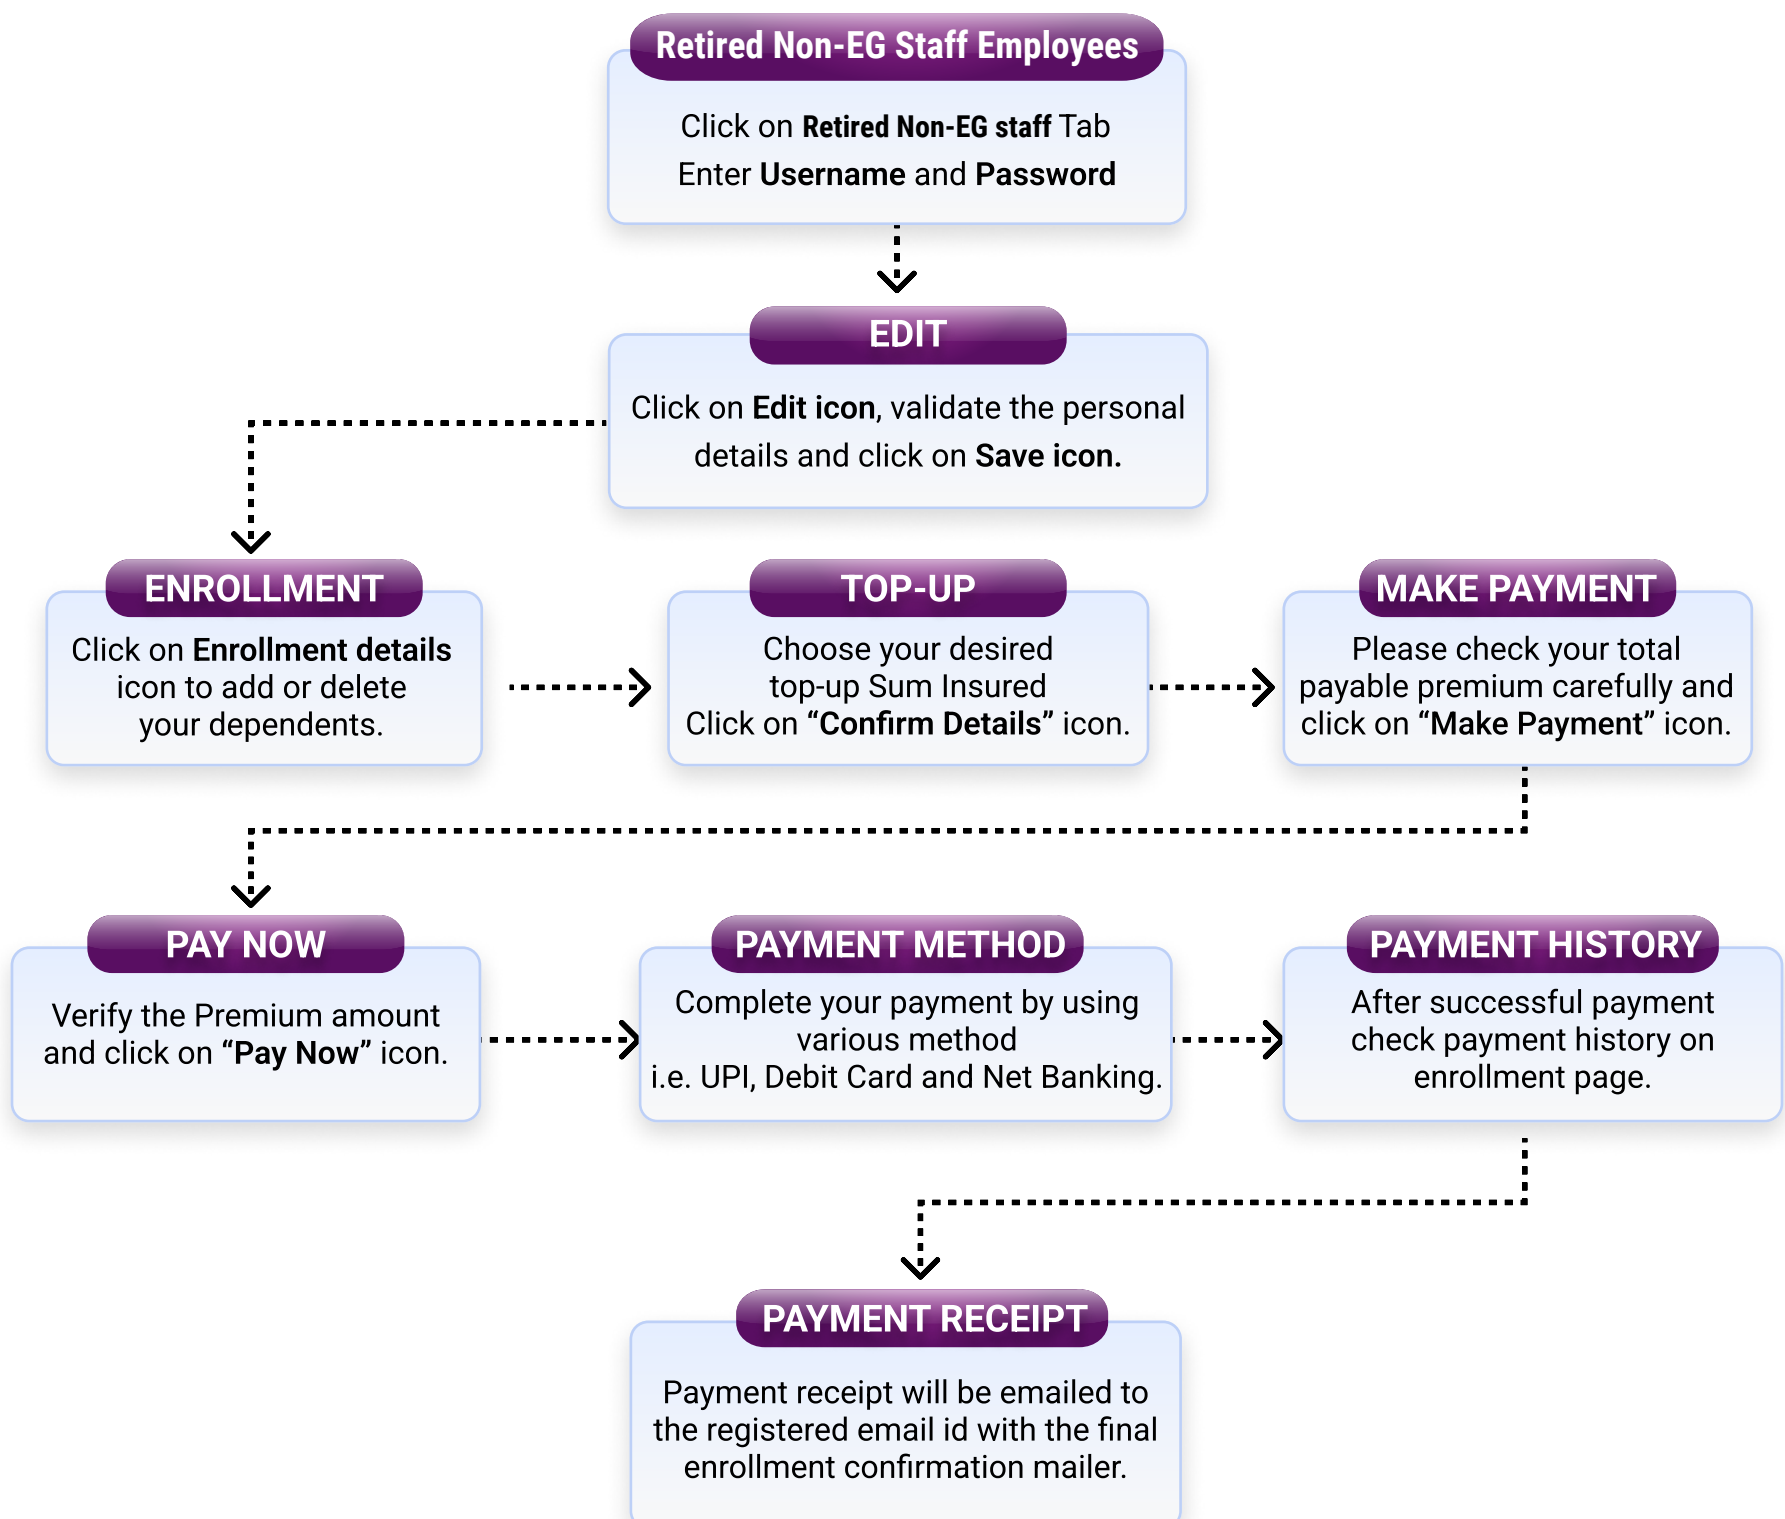 Retired Non-EG Staff Employees
Click on Retired Non-EG staff Tab
Enter Username and Password
EDIT
Click on Edit icon, validate the personal
details and click on Save icon.
ENROLLMENT
Click on Enrollment details
icon to add or delete
your dependents.
TOP-UP
Choose your desired
top-up Sum Insured
Click on “Confirm Details” icon.
MAKE PAYMENT
Please check your total
payable premium carefully and
click on “Make Payment” icon.
PAY NOW
Verify the Premium amount
and click on “Pay Now” icon.
PAYMENT METHOD
Complete your payment by using
various method
i.e. UPI, Debit Card and Net Banking.
PAYMENT HISTORY
After successful payment
check payment history on
enrollment page.
PAYMENT RECEIPT
Payment receipt will be emailed to
the registered email id with the final
enrollment confirmation mailer.